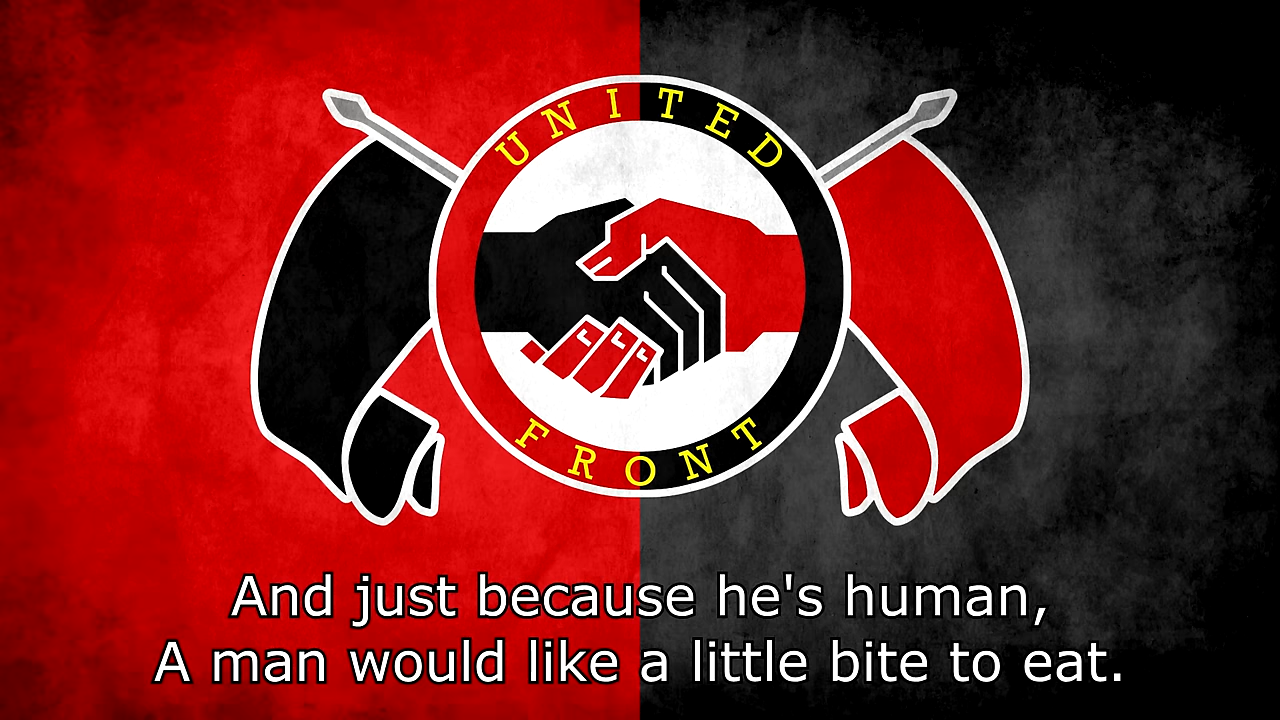 UNITED
FRONT
And just because he's human,
A man would like a little bite to eat.